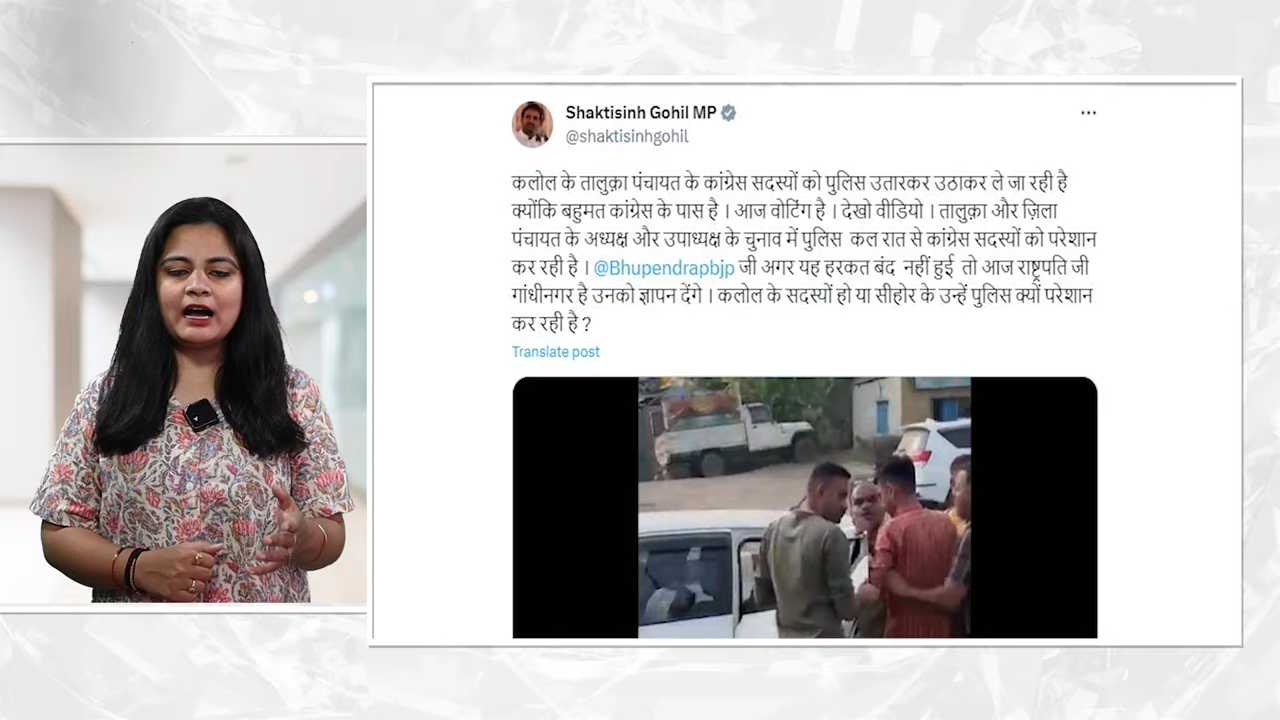 Shaktisinh Gohil MP
@shaktisinhgohil
कलोल के तालुक़ा पंचायत के कांग्रेस सदस्यों को पुलिस उतारकर उठाकर ले जा रही है
क्योंकि बहुमत कांग्रेस के पास है । आज वोटिंग है । देखो वीडियो । तालुक़ा और ज़िला
पंचायत के अध्यक्ष और उपाध्यक्ष के चुनाव में पुलिस कल रात से कांग्रेस सदस्यों को परेशान
कर रही है । @Bhupendrapbjp जी अगर यह हरकत बंद नहीं हुई तो आज राष्ट्रपति जी
गांधीनगर है उनको ज्ञापन देंगे । कलोल के सदस्यों हो या सीहोर के उन्हें पुलिस क्यों परेशान
कर रही है ?
Translate post